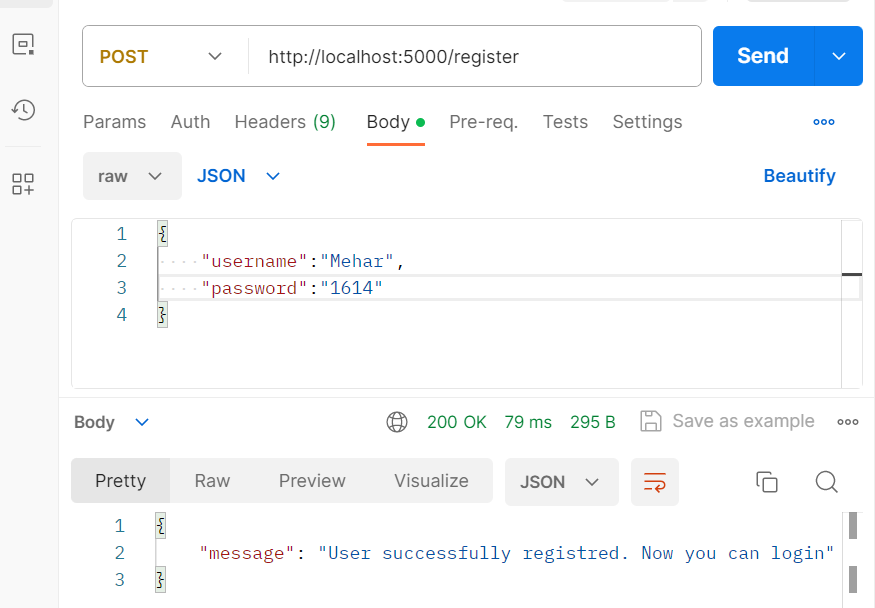 POST http://localhost:5000/register Send
Params Auth Headers (9) Body Pre-req. Tests Settings
raw JSON Beautify
1 {
2 "username":"Mehar",
3 "password":"1614"
4 }
Body 200 OK 79 ms 295 B Save as example
Pretty Raw Preview Visualize JSON
1 {
2 "message": "User successfully registred. Now you can login"
3 }